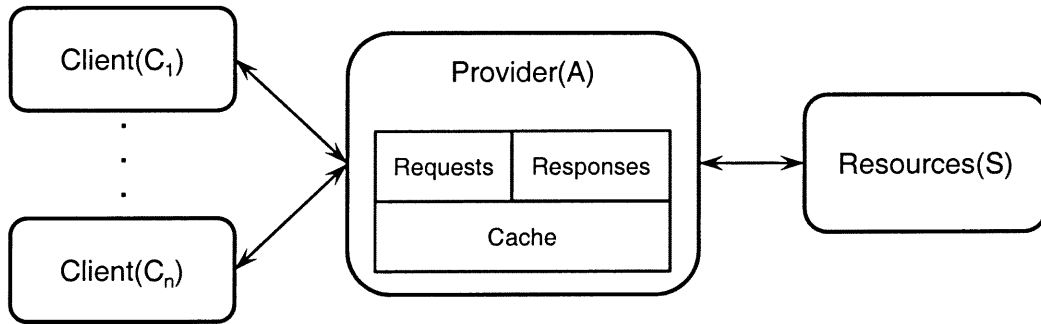 Client(C₁)
Provider(A)
Requests
Responses
Resources(S)
Cache
Client(Cₙ)